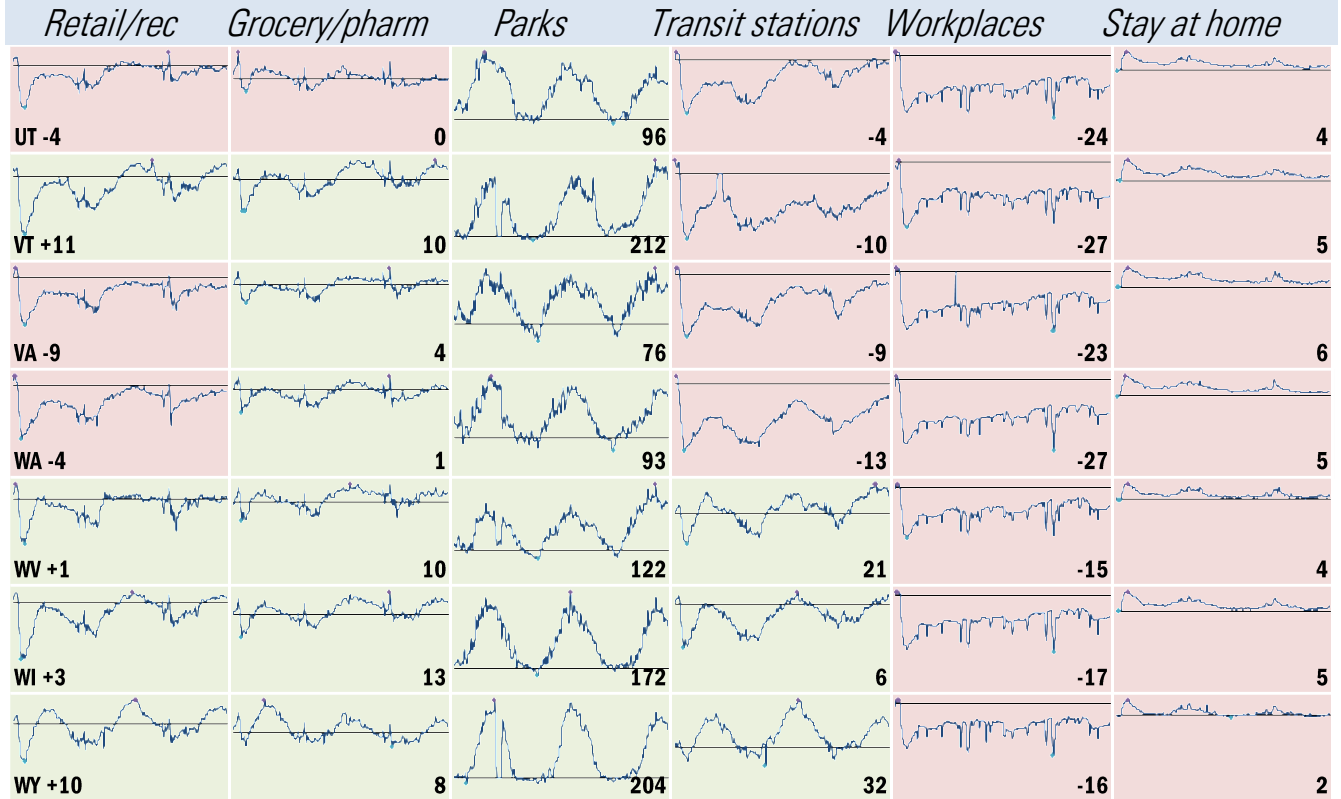 Retail/rec Grocery/pharm Parks Transit stations Workplaces Stay at home
UT -4 0 96 -4 -24 4
VT +11 10 212 -10 -27 5
VA -9 4 76 -9 -23 6
WA -4 1 93 -13 -27 5
WV +1 10 122 21 -15 4
WI +3 13 172 6 -17 5
WY +10 8 204 32 -16 2